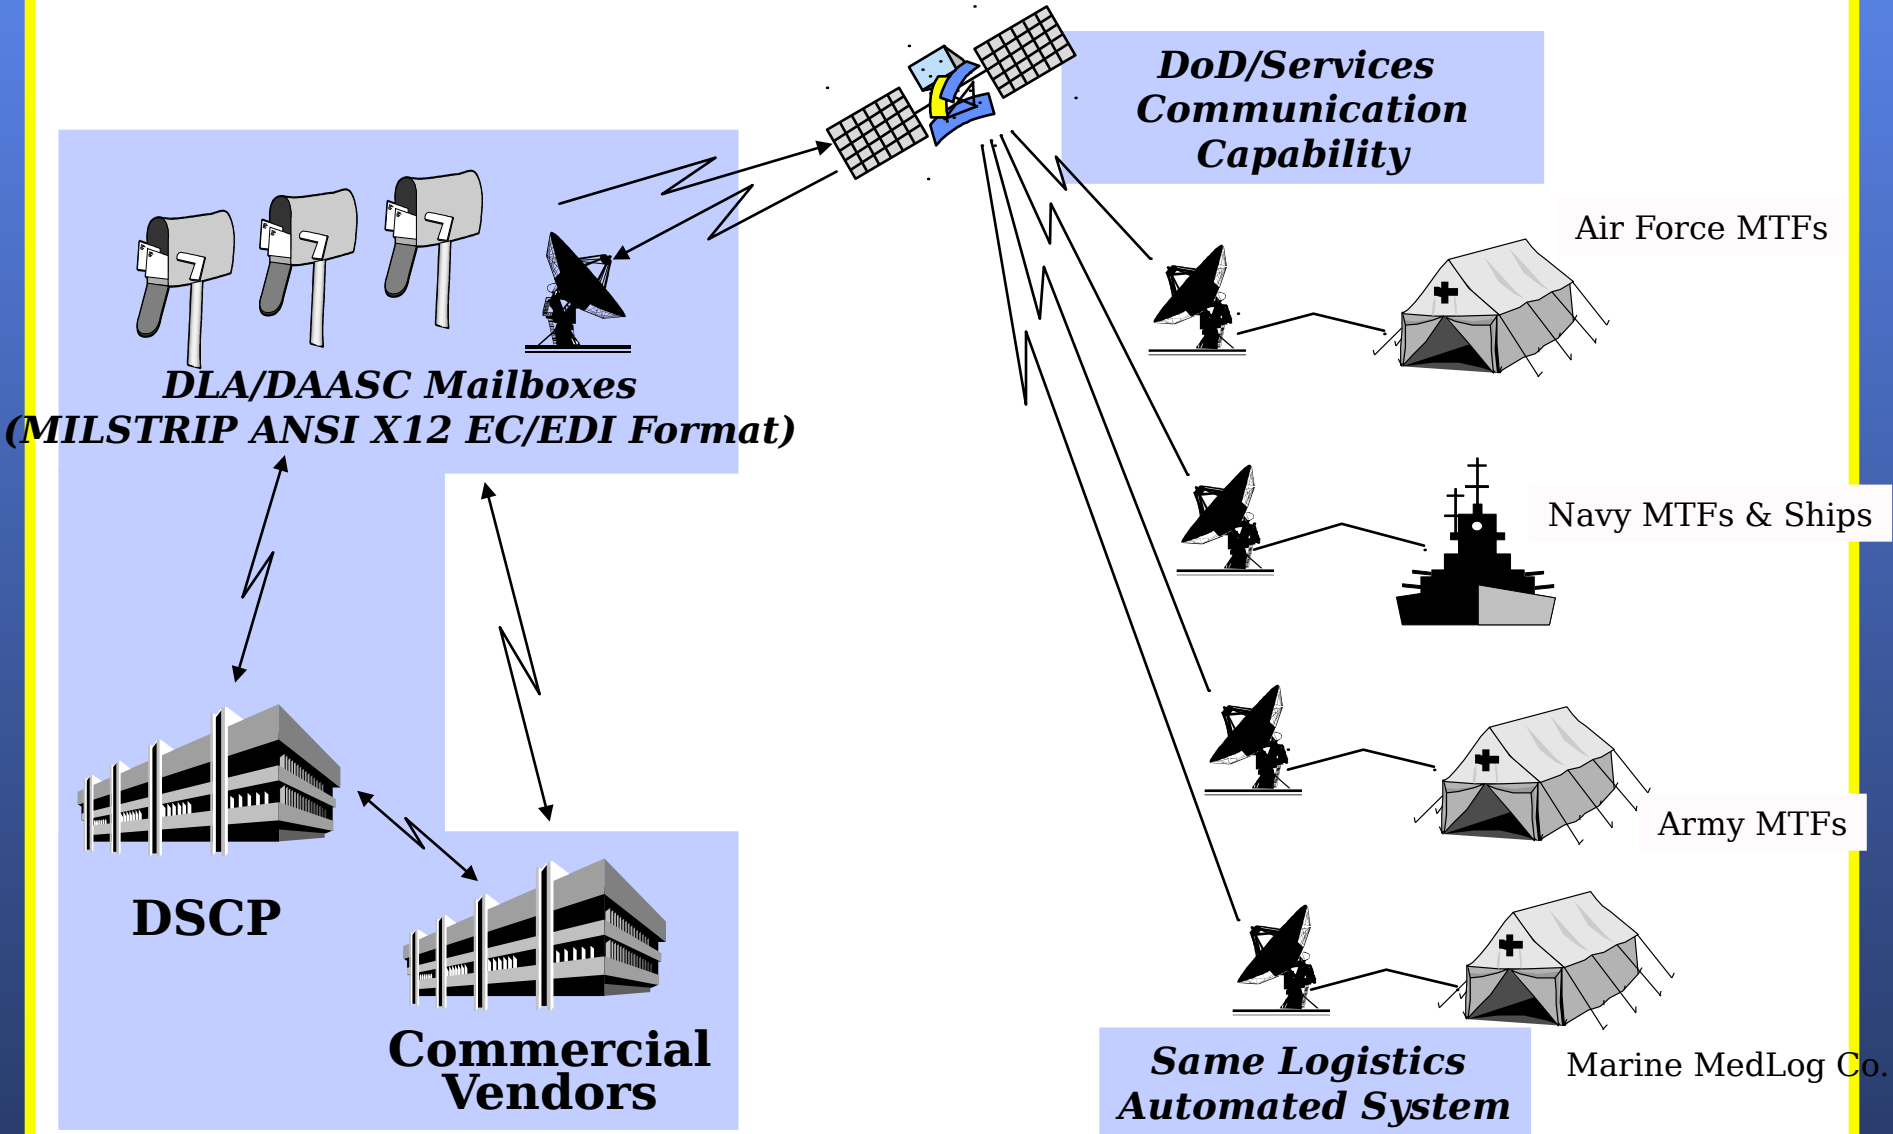 DoD/Services
Communication
Capability
Air Force MTFs
DLA/DAASC Mailboxes
(MILSTRIP ANSI X12 EC/EDI Format)
Navy MTFs & Ships
Army MTFs
DSCP
Commercial
Vendors
Same Logistics
Automated System
Marine MedLog Co.